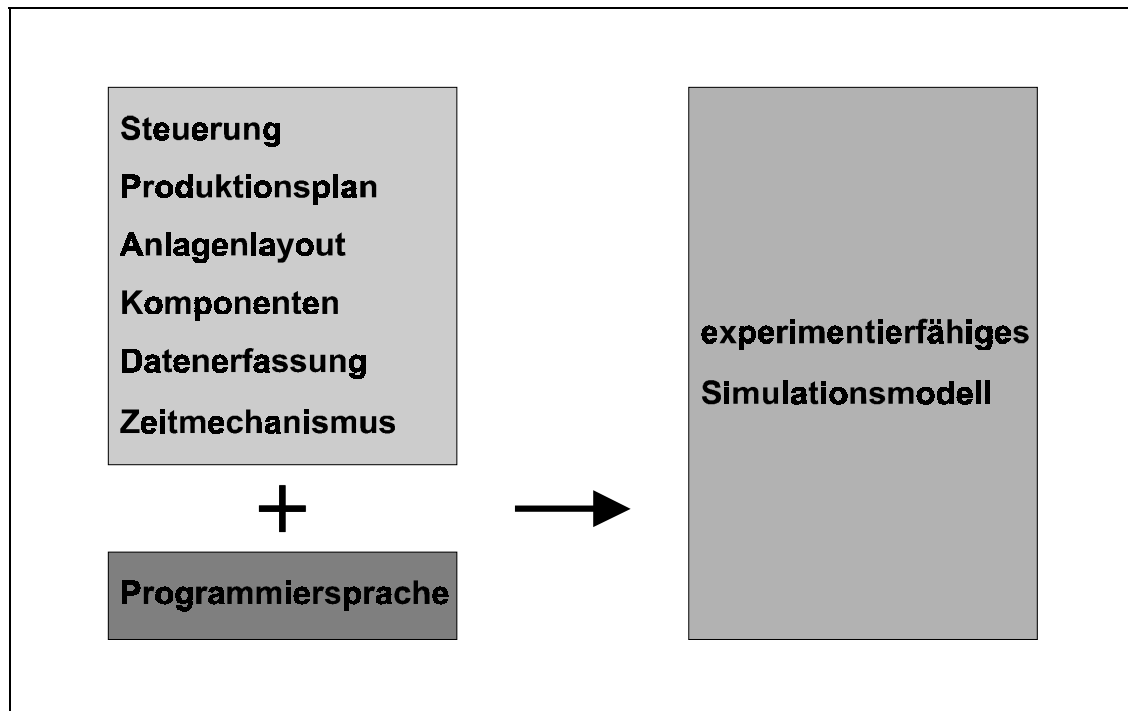 Steuerung
Produktionsplan
Anlagenlayout
Komponenten
Datenerfassung
Zeitmechanismus
+
Programmiersprache
experimentierfähiges
Simulationsmodell